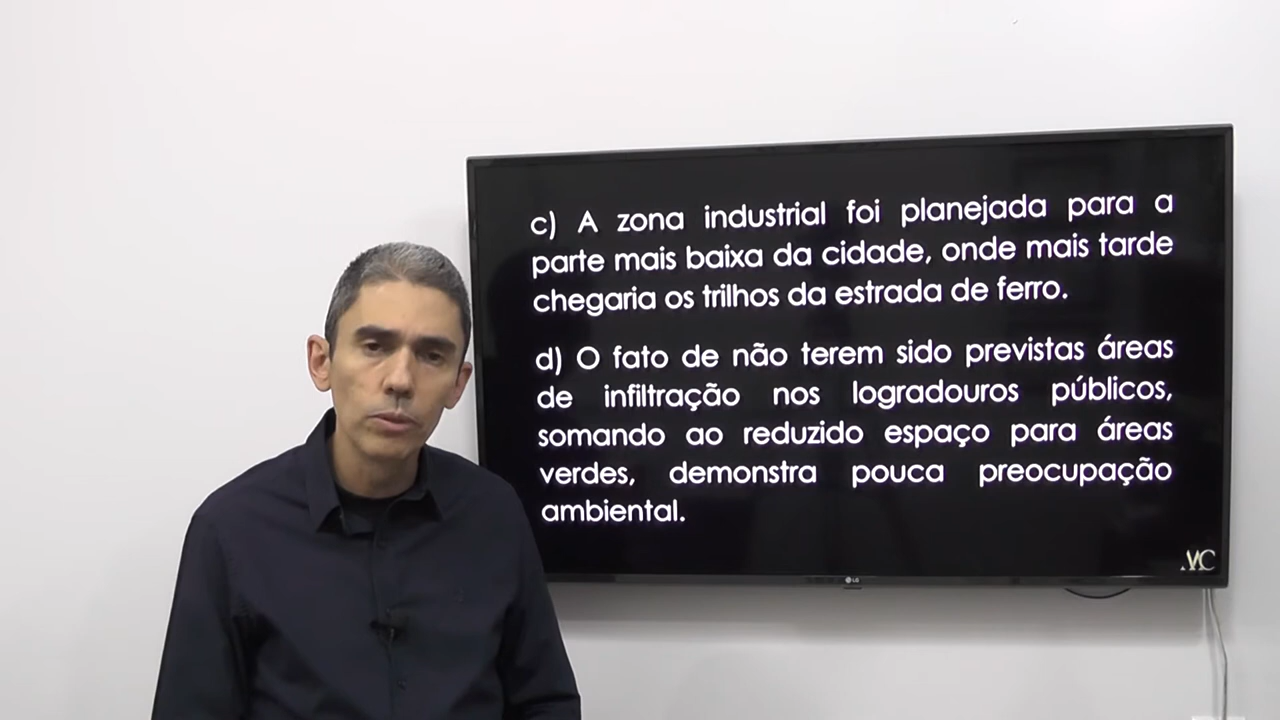 c) A zona industrial foi planejada para a
parte mais baixa da cidade, onde mais tarde
chegaria os trilhos da estrada de ferro.
d) O fato de não terem sido previstas áreas
de infiltração nos logradouros públicos,
somando ao reduzido espaço para áreas
verdes, demonstra pouca preocupação
ambiental.
MC
LG